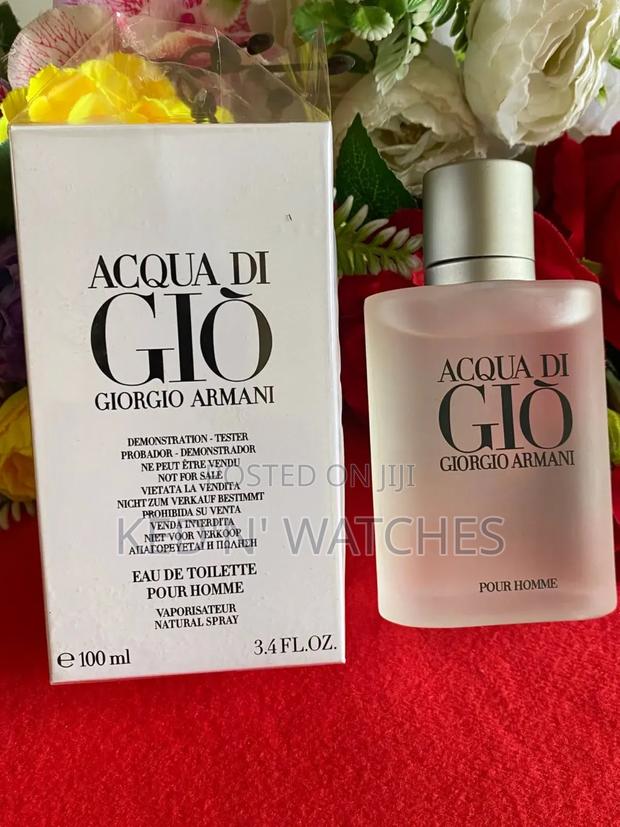 ACQUA DI
GIÒ
GIORGIO ARMANI
DEMONSTRATION - TESTER
PROBADOR - DEMONSTRADOR
NE PEUT ÊTRE VENDU
NOT FOR SALE
VIETATA LA VENDITA
NICHT ZUM VERKAUF BESTIMMT
PROHIBIDA SU VENTA
VENDA INTERDITA
NIET VOOR VERKOOP
ΑΠΑΓΟΡΕΥΕΤΑΙ Η ΠΩΛΗΣΗ
EAU DE TOILETTE
POUR HOMME
VAPORISATEUR
NATURAL SPRAY
e 100 ml
3.4 FL.OZ.
ACQUA DI
GIÒ
GIORGIO ARMANI
POUR HOMME
POSTED ON JIJI
WATCHES